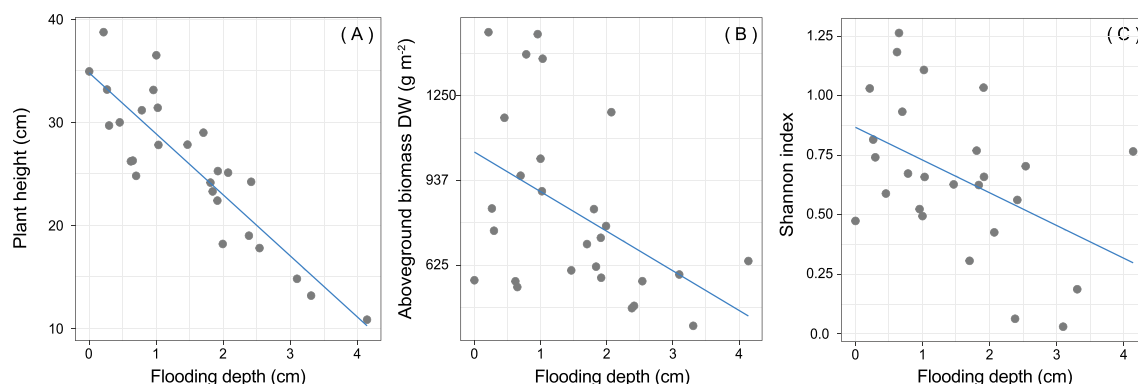 ( A )
Plant height (cm)
40
30
20
10
0 1 2 3 4
Flooding depth (cm)
( B )
Aboveground biomass DW (g m-2)
1250
937
625
0 1 2 3 4
Flooding depth (cm)
( C )
Shannon index
1.25
1.00
0.75
0.50
0.25
0.0
0 1 2 3 4
Flooding depth (cm)